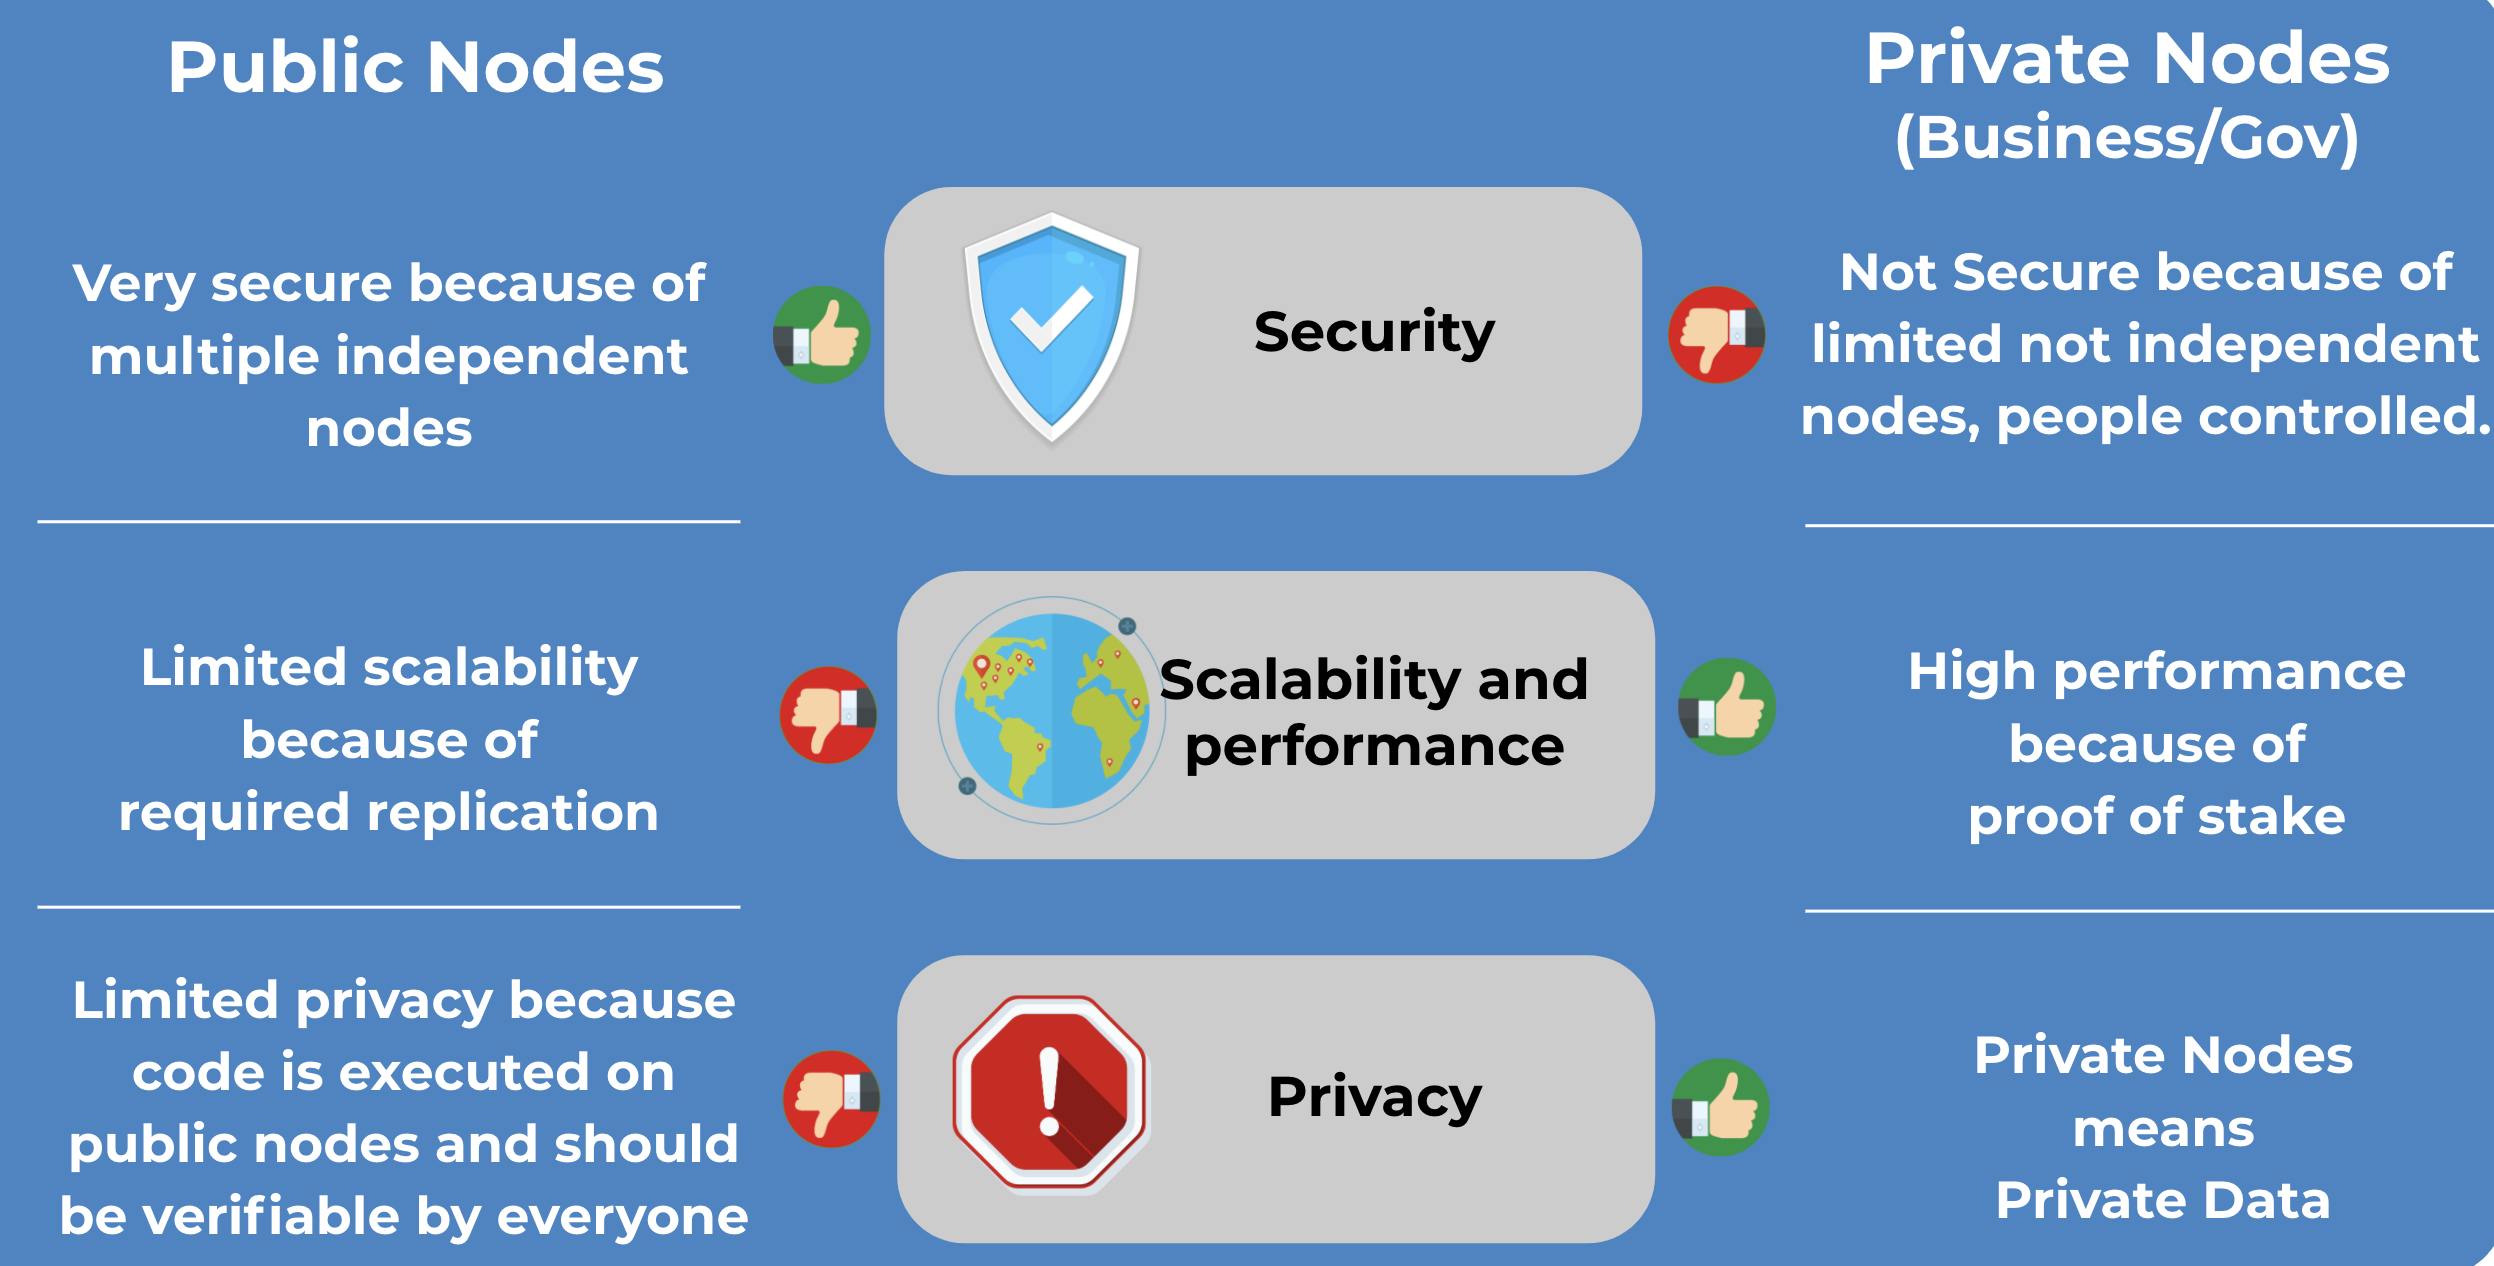 Public Nodes
Private Nodes
(Business/Gov)
Very secure because of
multiple independent
nodes
Security
Not Secure because of
limited not independent
nodes, people controlled.
Limited scalability
because of
required replication
Scalability and
performance
High performance
because of
proof of stake
Limited privacy because
code is executed on
public nodes and should
be verifiable by everyone
Privacy
Private Nodes
means
Private Data